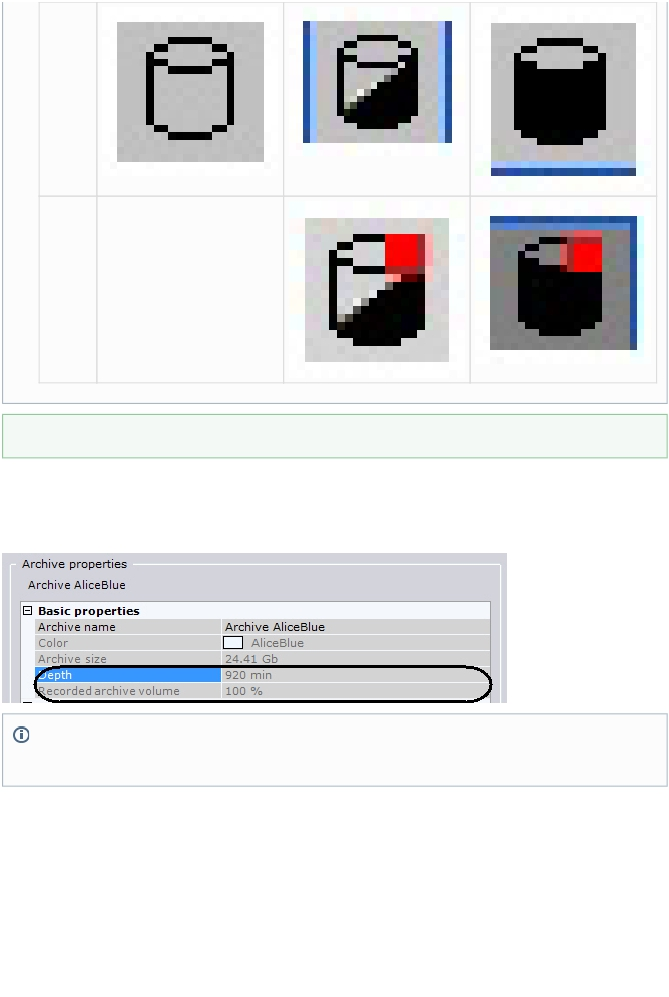 Archive properties
Archive AliceBlue
Basic properties
Archive name Archive AliceBlue
Color AliceBlue
Archive size 24.41 Gb
Depth 920 min
Recorded archive volume 100 %